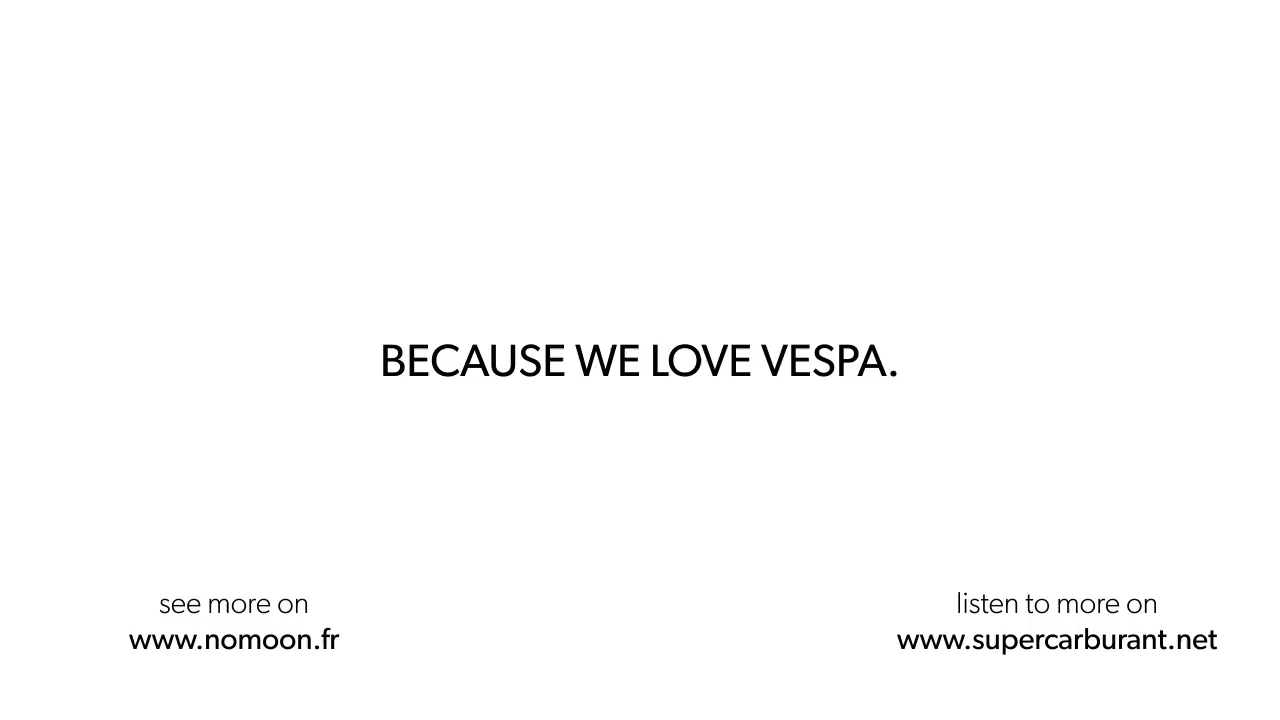 BECAUSE WE LOVE VESPA.
see more on
www.nomoon.fr
listen to more on
www.supercarburant.net